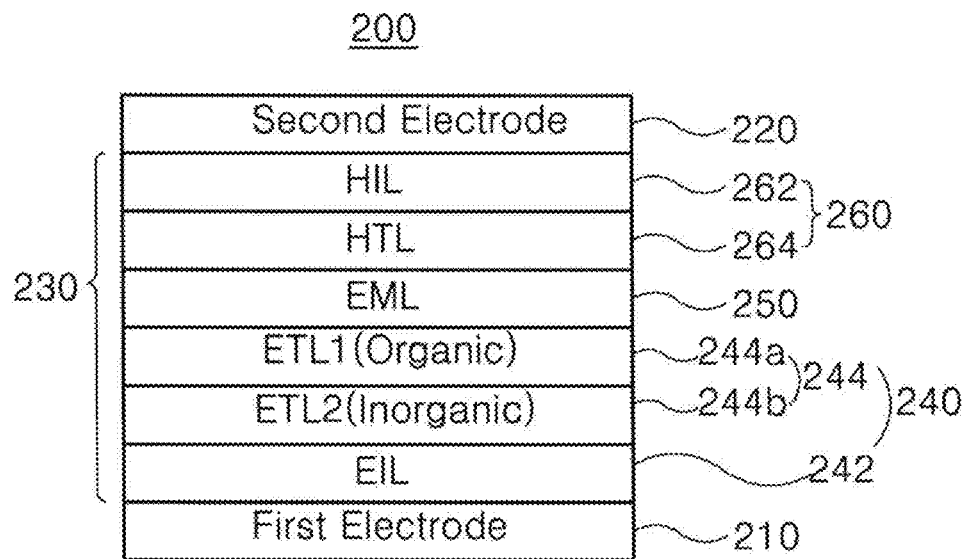 200
Second Electrode 220
HIL 262
260
HTL 264
230
EML 250
ETL1(Organic) 244a
244
ETL2(Inorganic) 244b
240
EIL 242
First Electrode 210